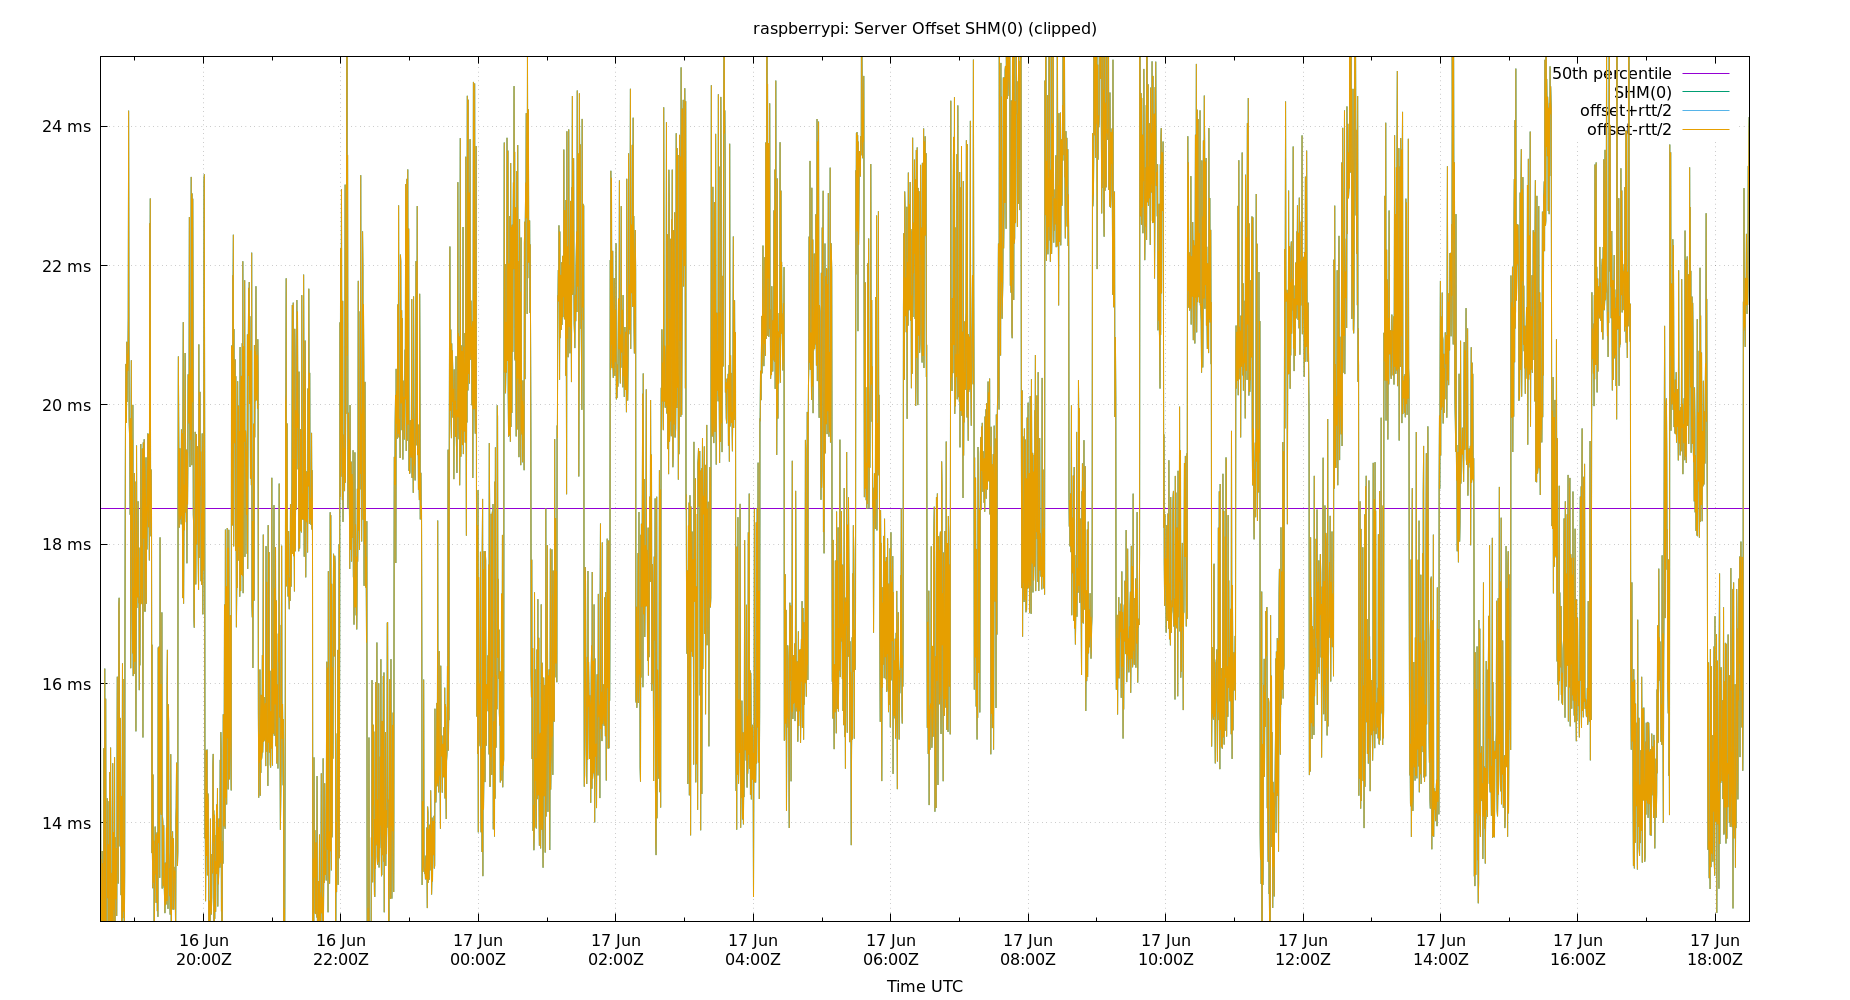 raspberrypi: Server Offset SHM(0) (clipped)
50th percentile
SHM(0)
offset+rtt/2
offset-rtt/2
24 ms
22 ms
20 ms
18 ms
16 ms
14 ms
16 Jun 16 Jun 17 Jun 17 Jun 17 Jun 17 Jun 17 Jun 17 Jun 17 Jun 17 Jun 17 Jun 17 Jun
20:00Z 22:00Z 00:00Z 02:00Z 04:00Z 06:00Z 08:00Z 10:00Z 12:00Z 14:00Z 16:00Z 18:00Z
Time UTC